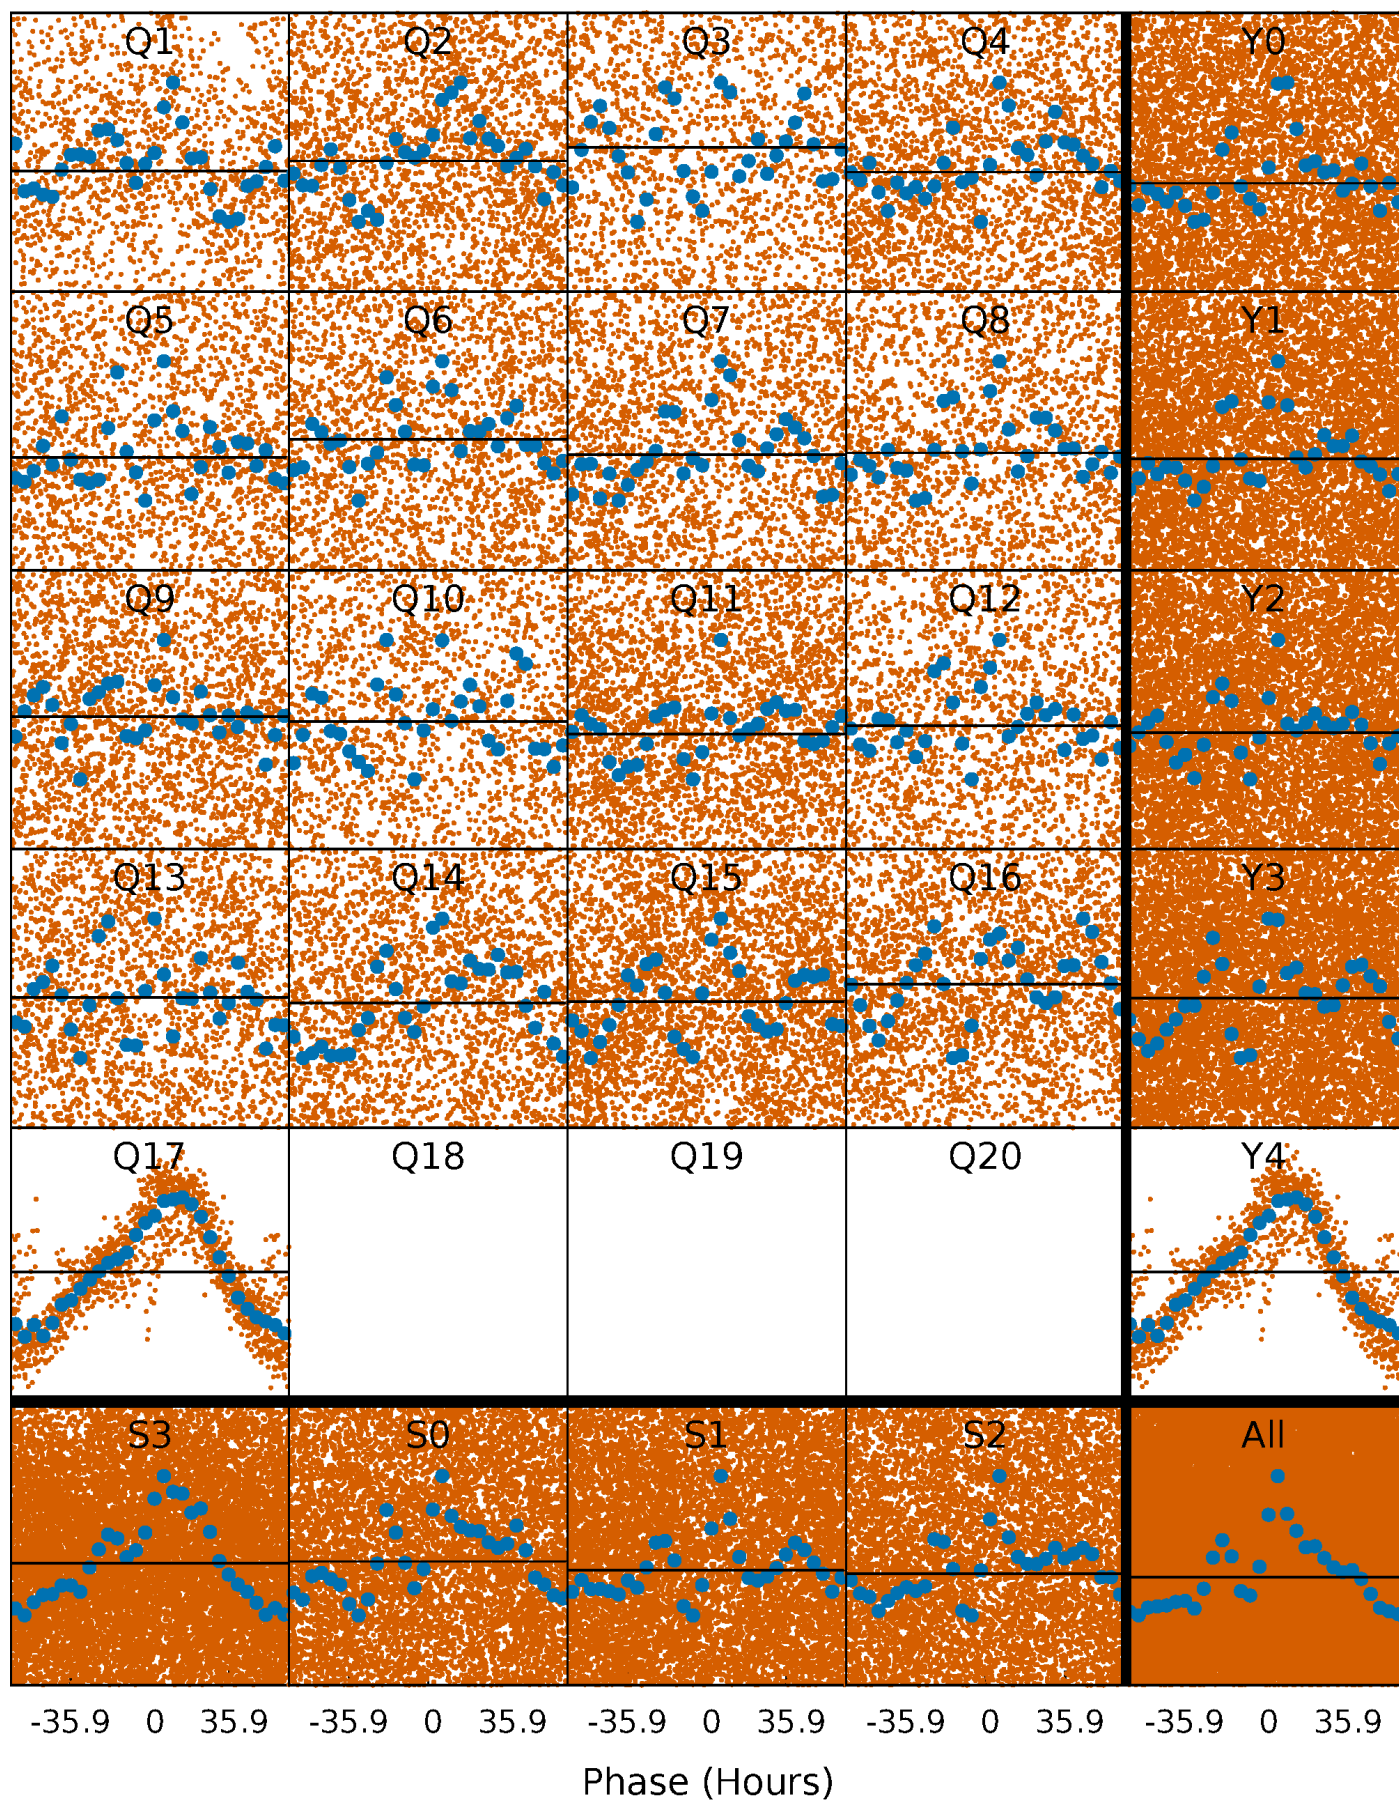 Q1 Q2 Q3 Q4 Y0
Q5 Q6 Q7 Q8 Y1
Q9 Q10 Q11 Q12 Y2
Q13 Q14 Q15 Q16 Y3
Q17 Q18 Q19 Q20 Y4
S3 S0 S1 S2 All
-35.9 0 35.9 -35.9 0 35.9 -35.9 0 35.9 -35.9 0 35.9 -35.9 0 35.9
Phase (Hours)